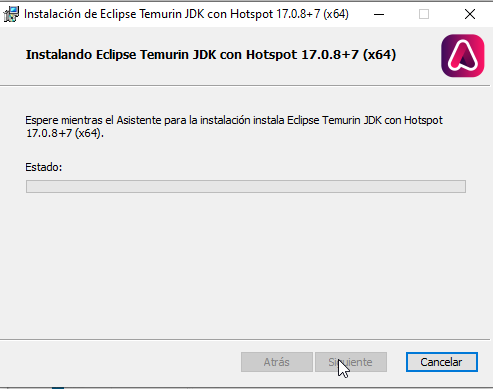 Instalación de Eclipse Temurin JDK con Hotspot 17.0.8+7 (x64)
Instalando Eclipse Temurin JDK con Hotspot 17.0.8+7 (x64)
Espere mientras el Asistente para la instalación instala Eclipse Temurin JDK con Hotspot
17.0.8+7 (x64).
Estado:
Atrás Siguiente Cancelar